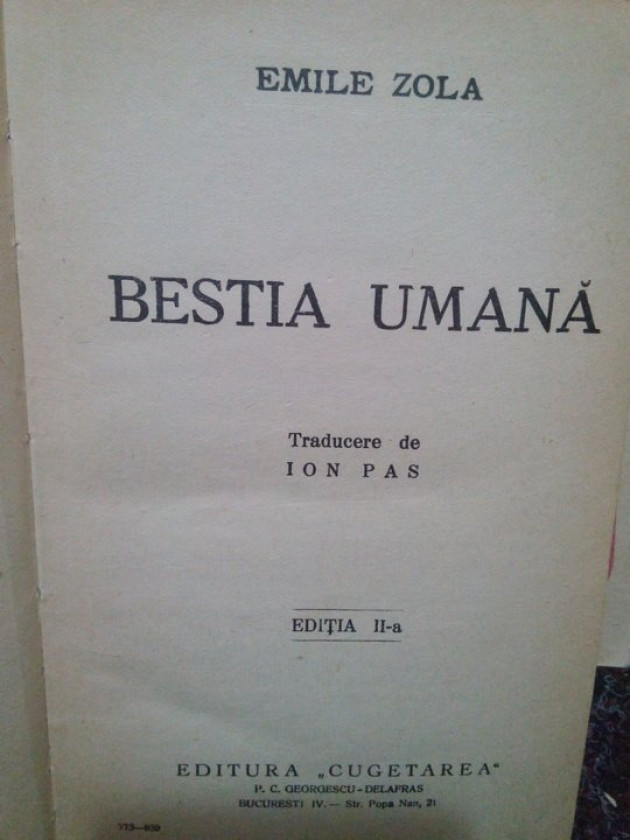 EMILE ZOLA
BESTIA UMANĂ
Traducere de
ION PAS
EDIŢIA II-a
EDITURA „CUGETAREA“
P. C. GEORGESCU-DELAFRAS
BUCUREȘTI IV.— Str. Popa Nan, 21